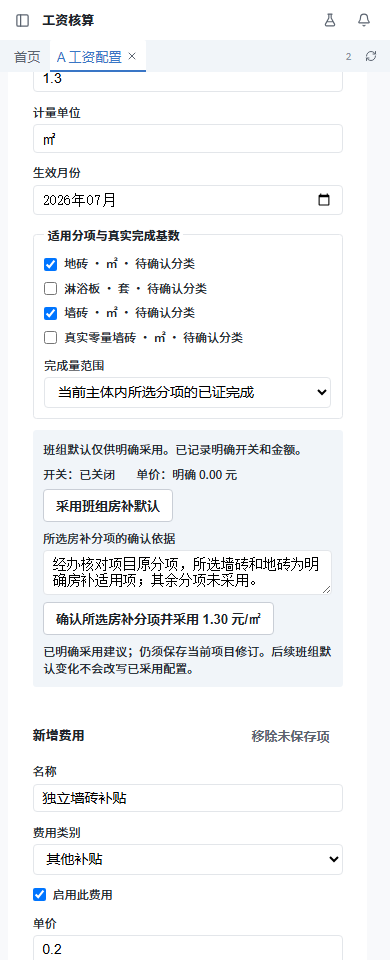 工资核算
首页
A 工资配置
2
1.3
计量单位
㎡
生效月份
2026年07月
适用分项与真实完成基数
地砖 · ㎡ · 待确认分类
淋浴板 · 套 · 待确认分类
墙砖 · ㎡ · 待确认分类
真实零量墙砖 · ㎡ · 待确认分类
完成量范围
当前主体内所选分项的已证完成
班组默认仅供明确采用。已记录明确开关和金额。
开关：已关闭 单价：明确 0.00 元
采用班组房补默认
所选房补分项的确认依据
经办核对项目原分项，所选墙砖和地砖为明
确房补适用项；其余分项未采用。
确认所选房补分项并采用 1.30 元/㎡
已明确采用建议；仍须保存当前项目修订。后续班组默
认变化不会改写已采用配置。
新增费用
移除未保存项
名称
独立墙砖补贴
费用类别
其他补贴
启用此费用
单价
0.2